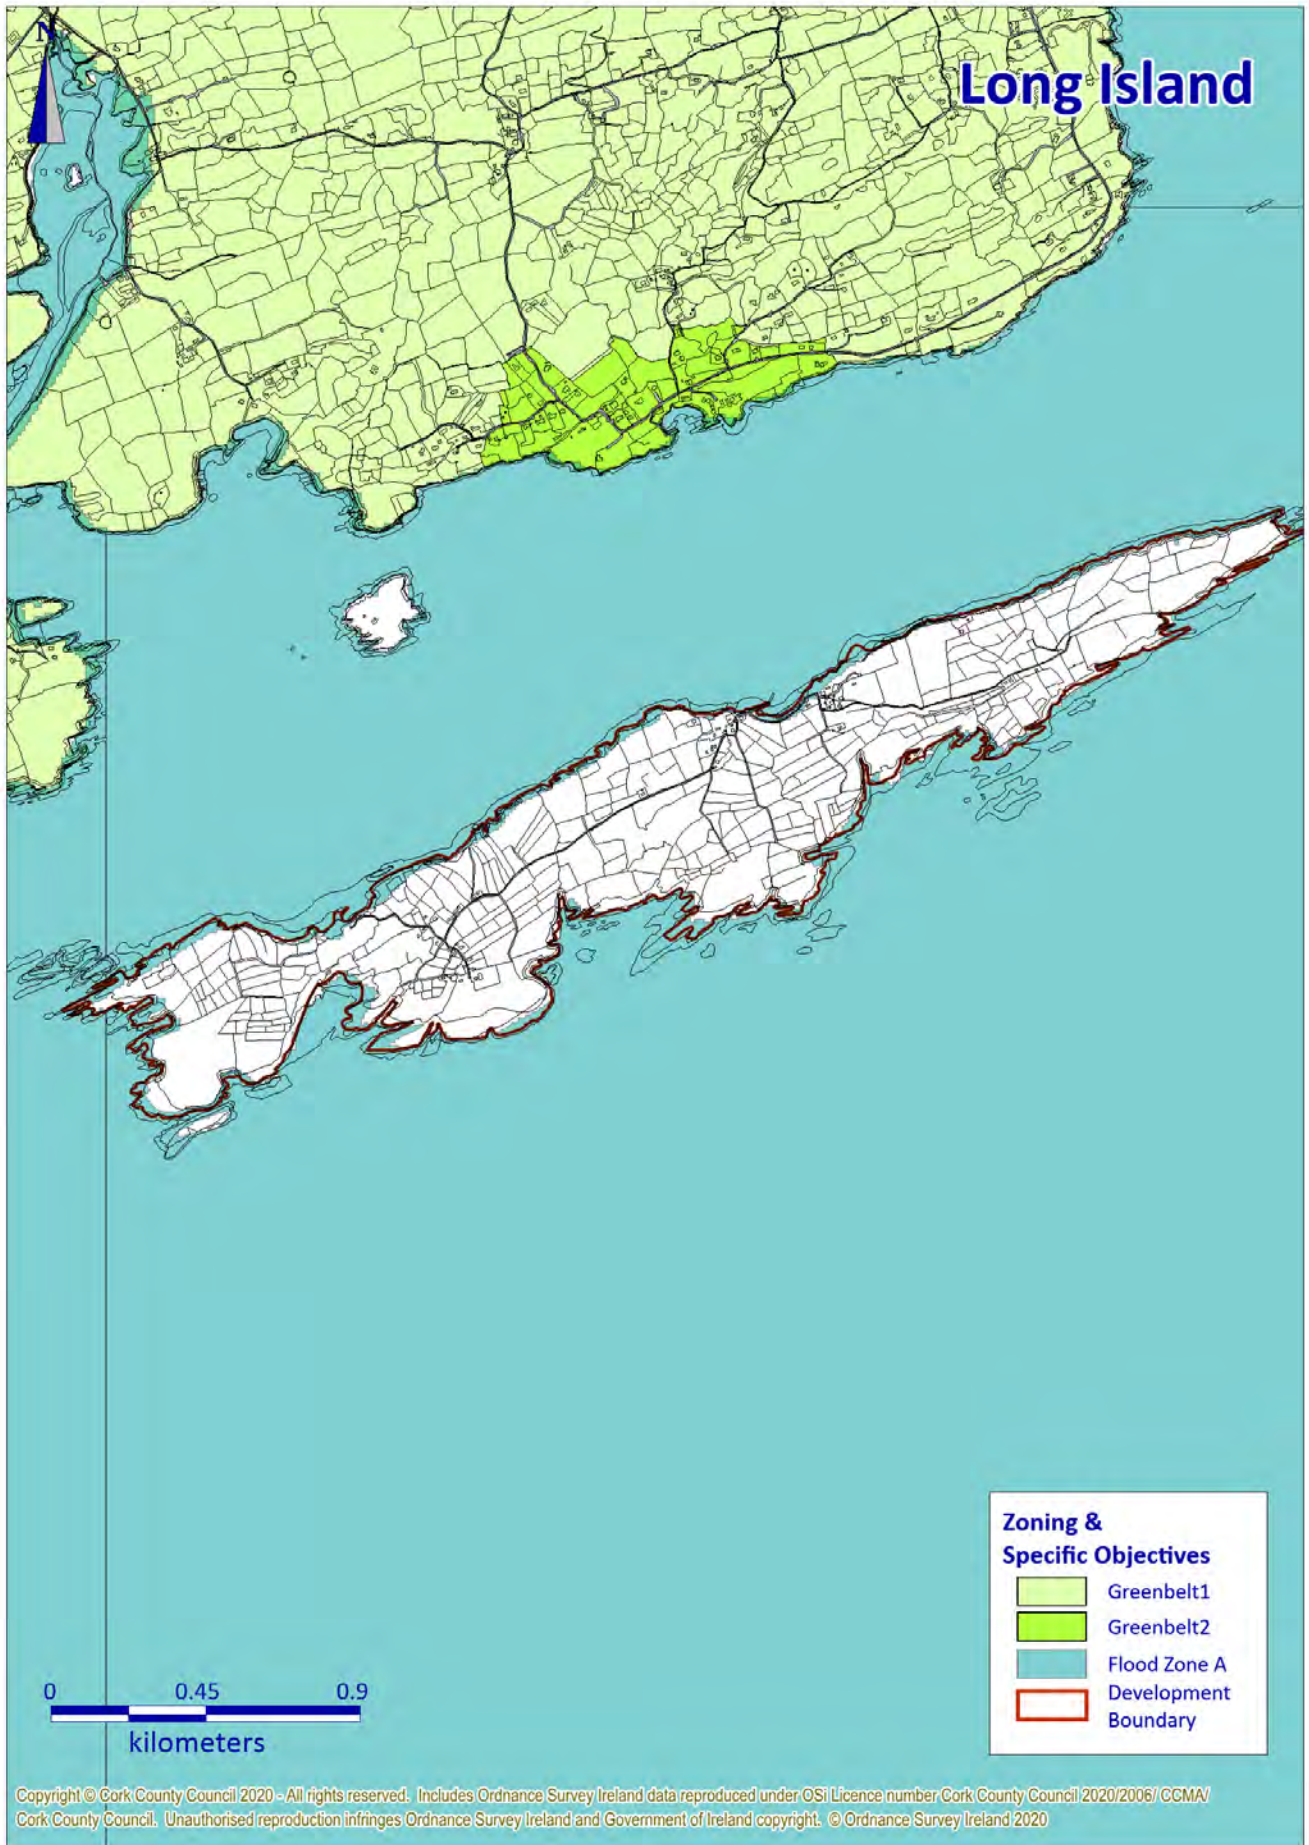 N
Long Island
Zoning &
Specific Objectives
Greenbelt1
Greenbelt2
Flood Zone A
Development
Boundary
0 0.45 0.9
kilometers
Copyright © Cork County Council 2020 - All rights reserved. Includes Ordnance Survey Ireland data reproduced under OSi Licence number Cork County Council 2020/2006/ CCMA/
Cork County Council. Unauthorised reproduction infringes Ordnance Survey Ireland and Government of Ireland copyright. © Ordnance Survey Ireland 2020